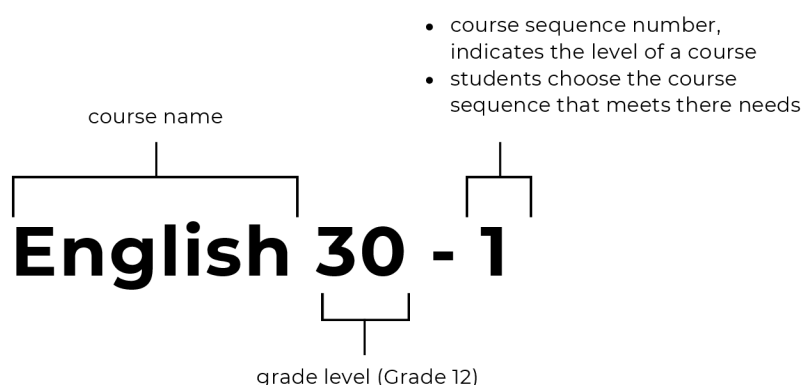 • course sequence number,
indicates the level of a course
• students choose the course
sequence that meets there needs
course name
English 30 - 1
grade level (Grade 12)